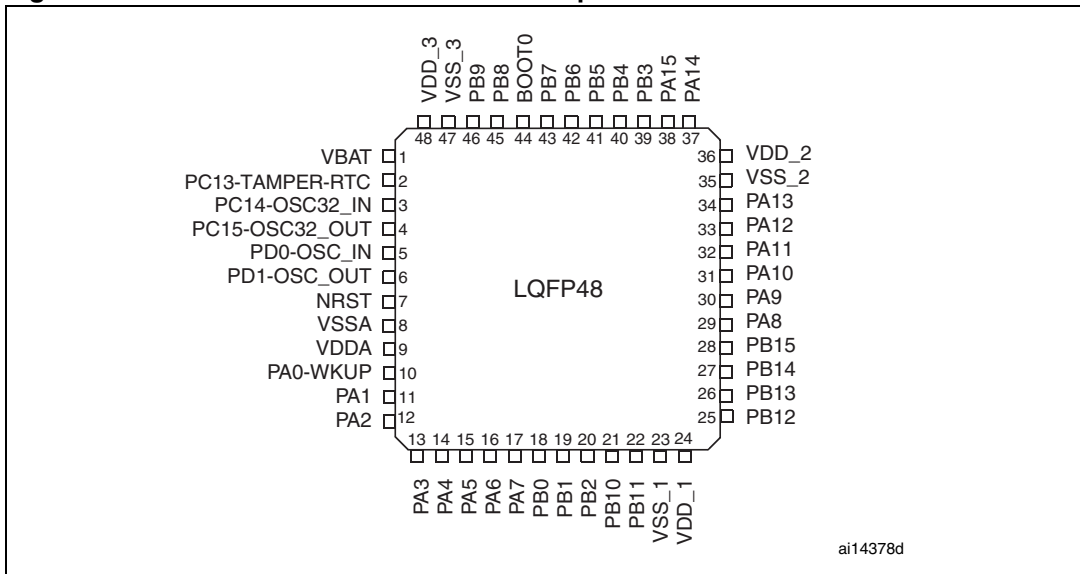 VDD_3
VSS_3
PB9
PB8
BOOT0
PB7
PB6
PB5
PB4
PB3
PA15
PA14
48 47 46 45 44 43 42 41 40 39 38 37
VBAT 1
PC13-TAMPER-RTC 2
PC14-OSC32_IN 3
PC15-OSC32_OUT 4
PD0-OSC_IN 5
PD1-OSC_OUT 6
NRST 7
VSSA 8
VDDA 9
PA0-WKUP 10
PA1 11
PA2 12
LQFP48
36 VDD_2
35 VSS_2
34 PA13
33 PA12
32 PA11
31 PA10
30 PA9
29 PA8
28 PB15
27 PB14
26 PB13
25 PB12
13 14 15 16 17 18 19 20 21 22 23 24
PA3
PA4
PA5
PA6
PA7
PB0
PB1
PB2
PB10
PB11
VSS_1
VDD_1
ai14378d